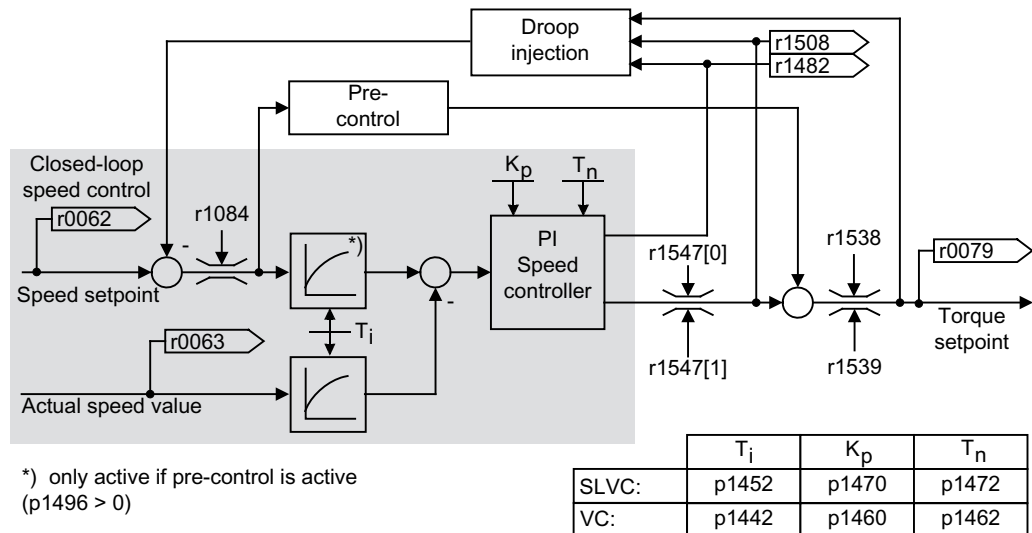 Droop
injection
r1508
r1482
Pre-
control
Closed-loop
speed control
r0062
r1084
-
Speed setpoint
*)
Kp
Tn
PI
Speed
controller
-
Ti
r0063
Actual speed value
r1547[0]
r1547[1]
r1538
r1539
r0079
Torque
setpoint
*) only active if pre-control is active
(p1496 > 0)
Ti Kp Tn
SLVC: p1452 p1470 p1472
VC: p1442 p1460 p1462